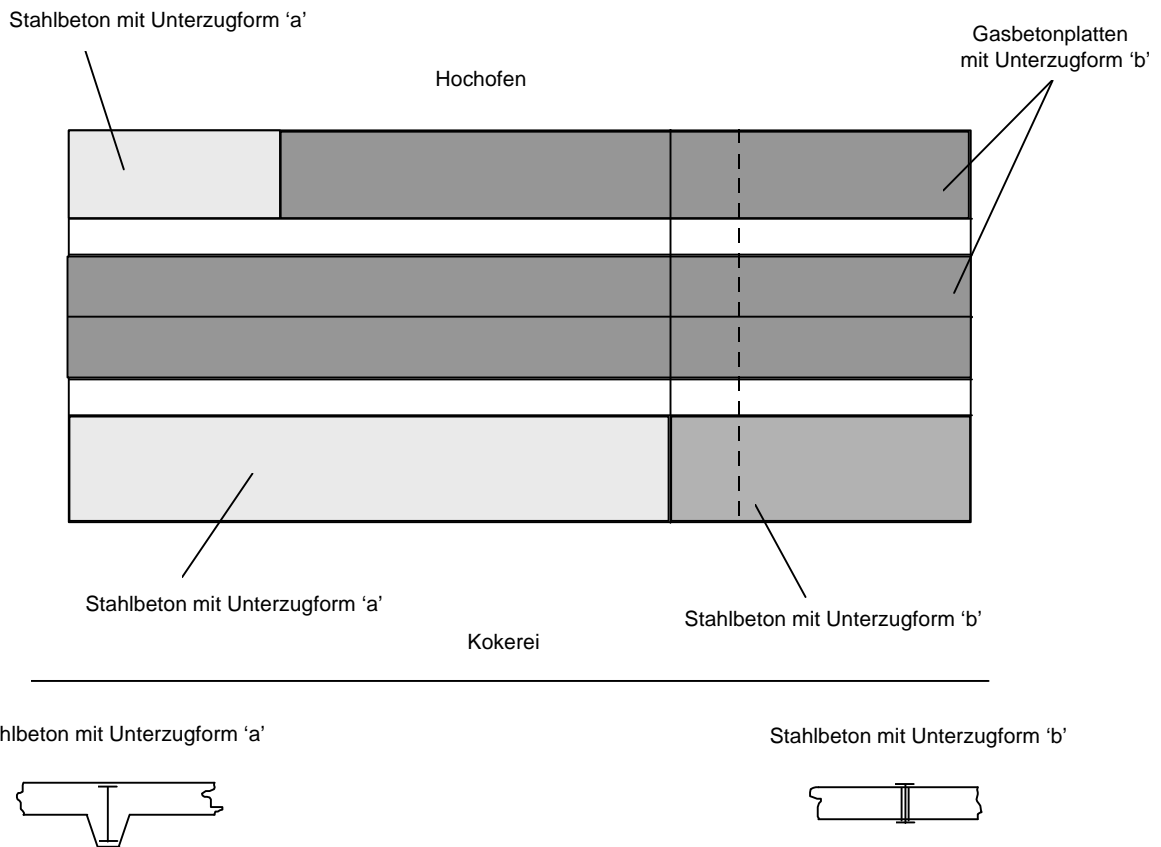 Stahlbeton mit Unterzugform ‘a’
Gasbetonplatten
mit Unterzugform ‘b’
Hochofen
Stahlbeton mit Unterzugform ‘a’
Stahlbeton mit Unterzugform ‘b’
Kokerei
hlbeton mit Unterzugform ‘a’
Stahlbeton mit Unterzugform ‘b’